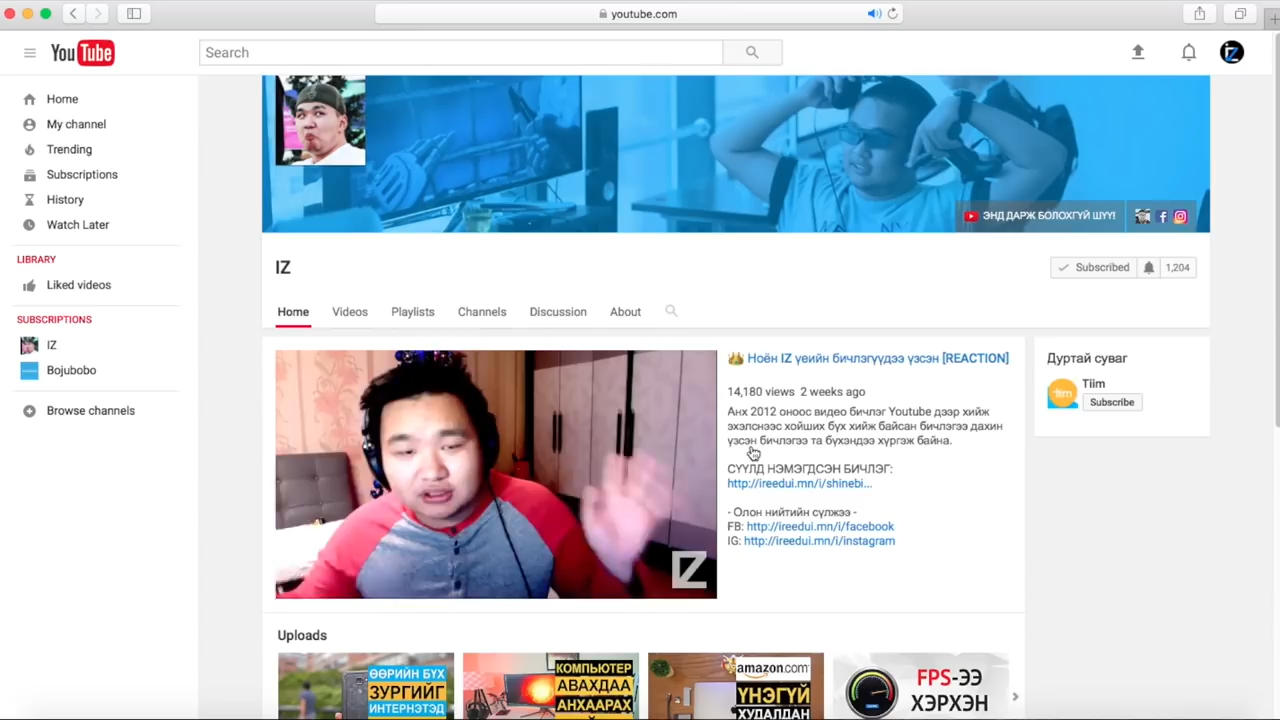 youtube.com
YouTube
Search
IZ
Home
My channel
Trending
Subscriptions
History
Watch Later
LIBRARY
Liked videos
SUBSCRIPTIONS
IZ
Bojubobo
Browse channels
ЭНД ДАРЖ БОЛОХГҮЙ ШҮҮ!
IZ
Subscribed
1,204
Home
Videos
Playlists
Channels
Discussion
About
IZ
Ноён IZ үеийн бичлэгүүдээ үзсэн [REACTION]
14,180 views 2 weeks ago
Анх 2012 оноос видео бичлэг Youtube дээр хийж
эхэлснээс хойших бүх хийж байсан бичлэгээ дахин
үзсэн бичлэгээ та бүхэндээ хүргэж байна.
СҮҮЛД НЭМЭГДСЭН БИЧЛЭГ:
http://ireedui.mn/i/shinebi...
- Олон нийтийн сүлжээ -
FB: http://ireedui.mn/i/facebook
IG: http://ireedui.mn/i/instagram
Дуртай суваг
tiim
Tiim
Subscribe
Uploads
ӨӨРИЙН БҮХ
ЗУРГИЙГ
ИНТЕРНЭТЭД
КОМПЬЮТЕР
АВАХДАА
АНХААРАХ
amazon.com
ҮНЭГҮЙ
ХУДАЛДАН
FPS-ЭЭ
ХЭРХЭН